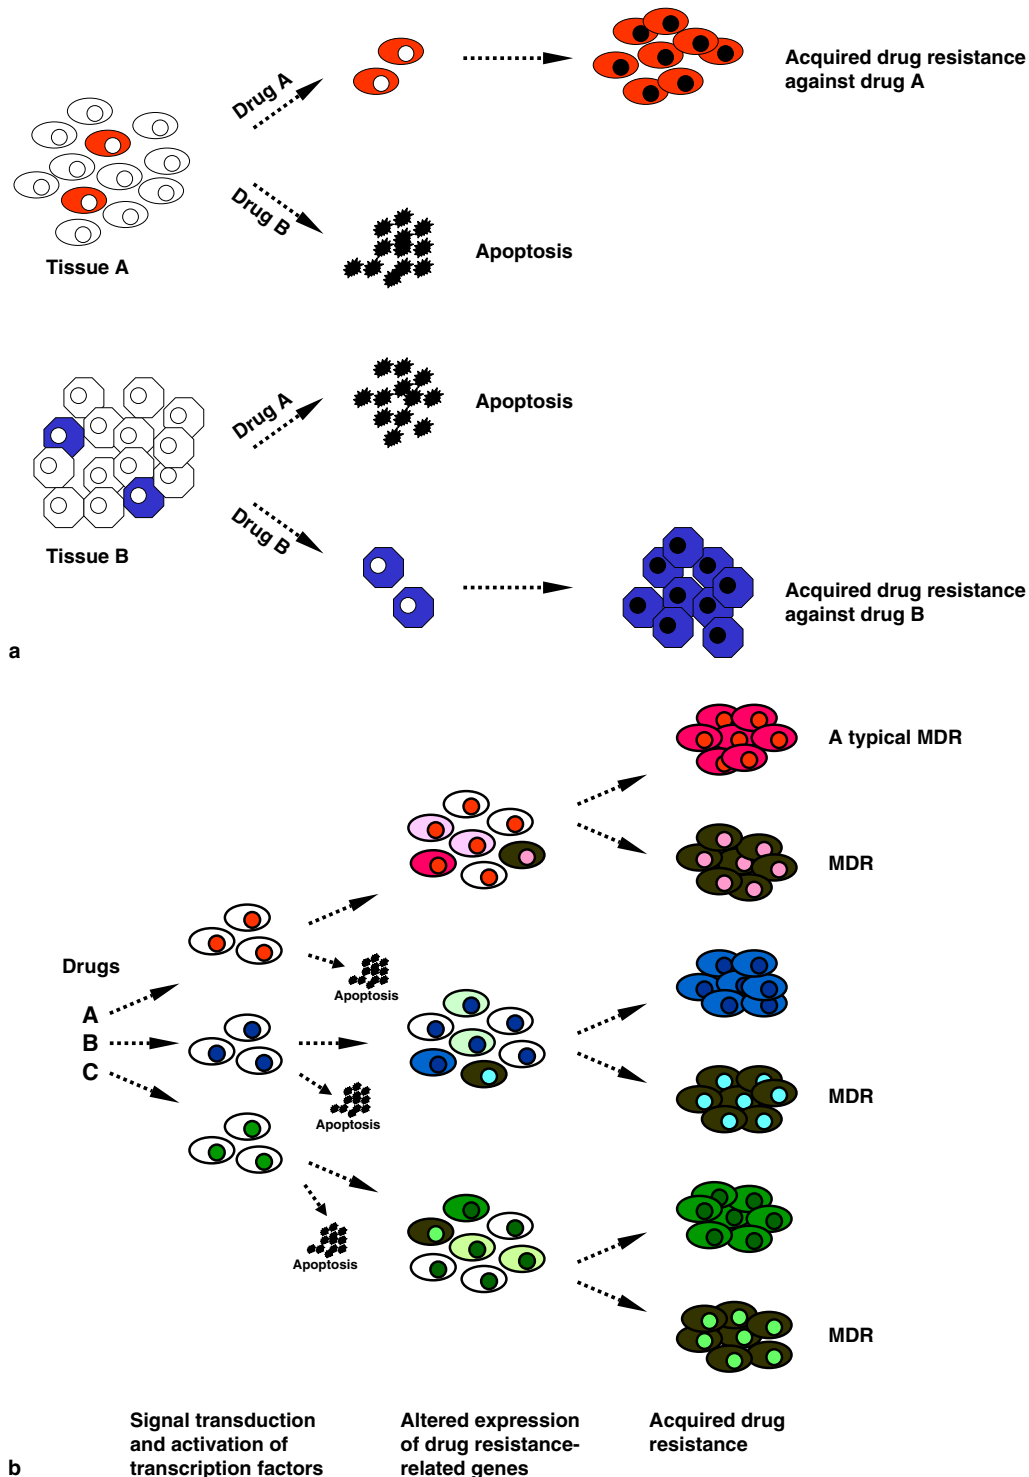 a
Drug A
Acquired drug resistance
against drug A
Drug B
Apoptosis
Tissue A
Drug A
Apoptosis
Drug B
Tissue B
Acquired drug resistance
against drug B
A typical MDR
MDR
Drugs
Apoptosis
A
B
C
MDR
Apoptosis
Apoptosis
MDR
Signal transduction
and activation of
transcription factors
Altered expression
of drug resistance-
related genes
Acquired drug
resistance
b